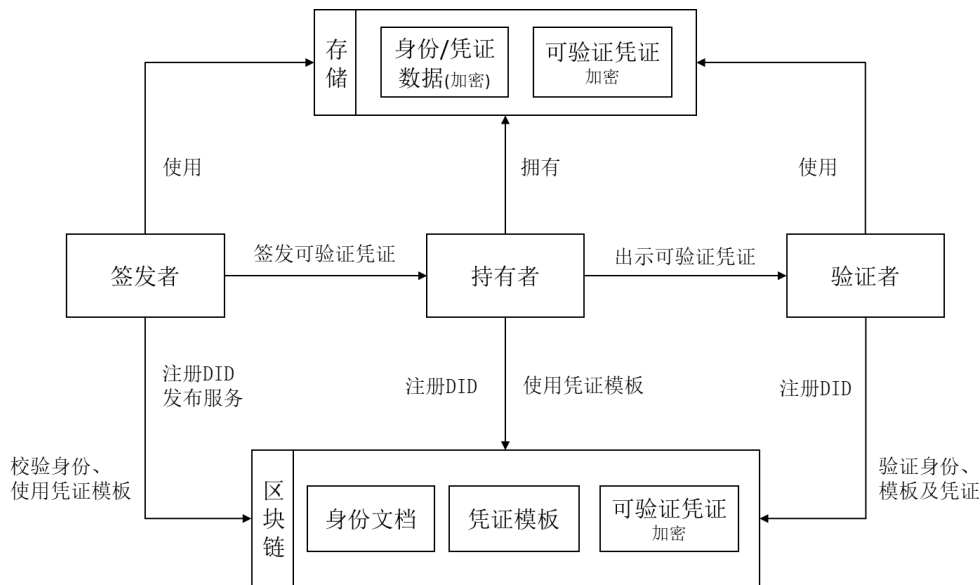 存储
身份/凭证
数据(加密)
可验证凭证
加密
使用
拥有
使用
签发者
签发可验证凭证
持有者
出示可验证凭证
验证者
注册DID
发布服务
注册DID
使用凭证模板
注册DID
校验身份、
使用凭证模板
验证身份、
模板及凭证
区块链
身份文档
凭证模板
可验证凭证
加密